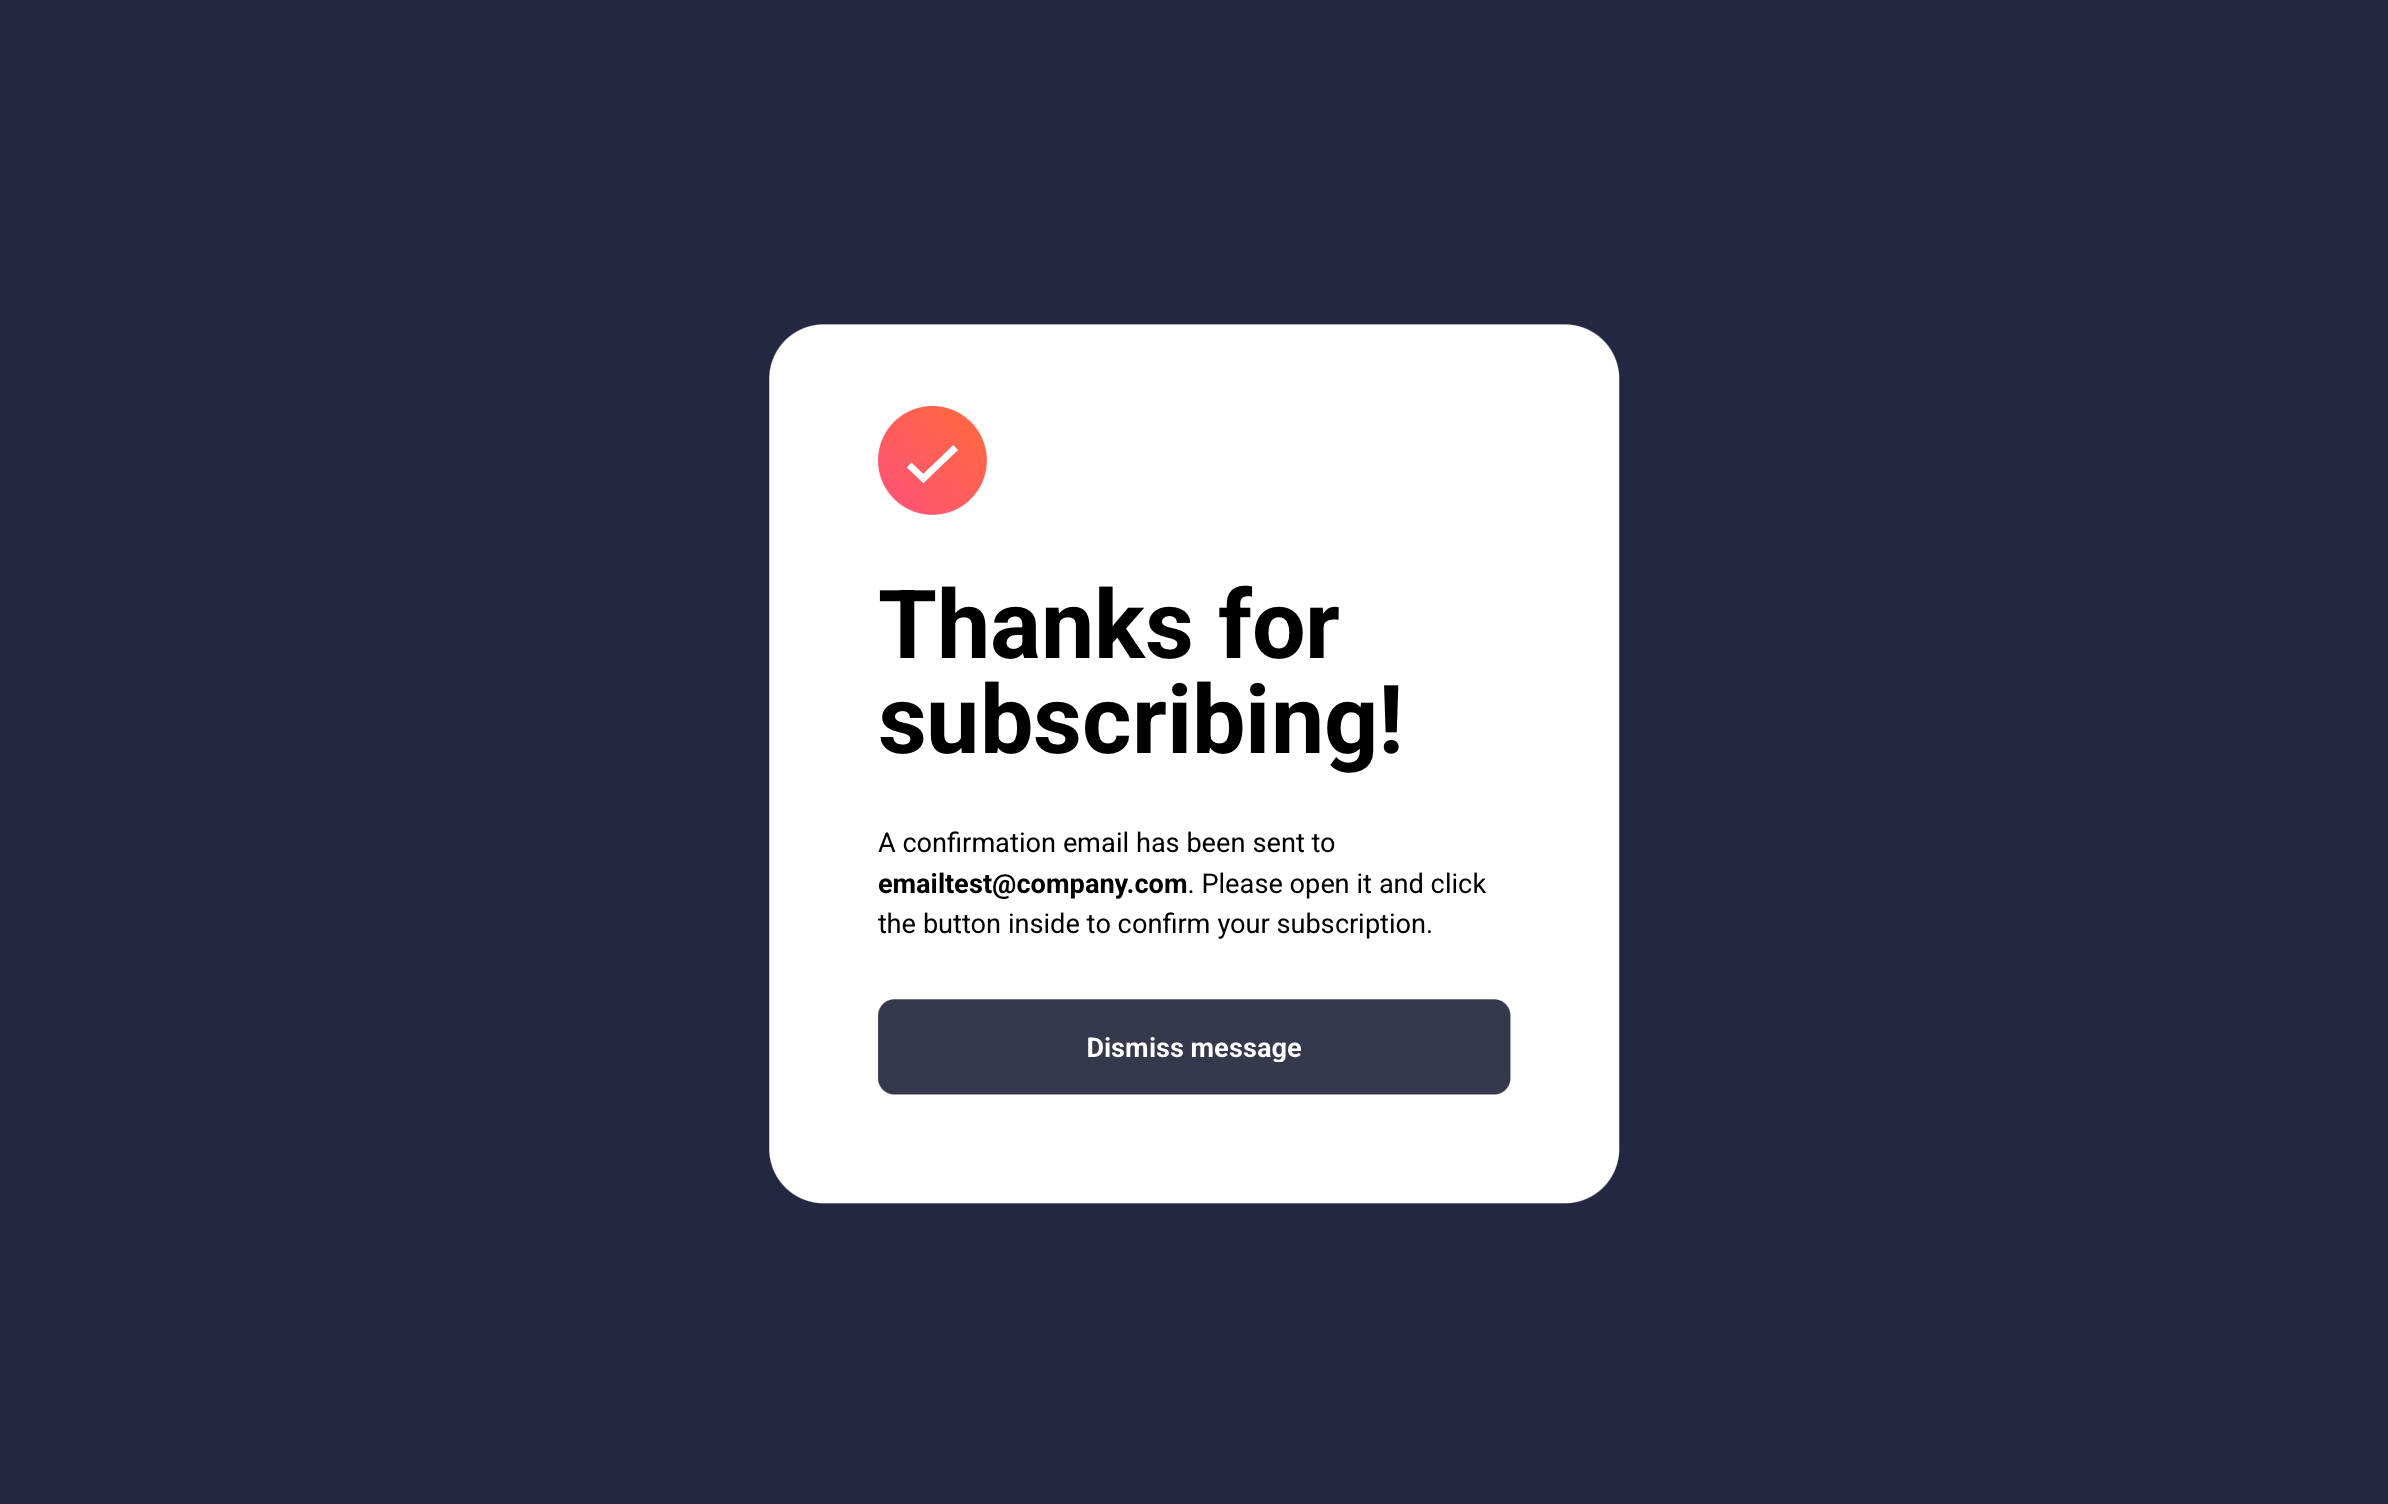 Thanks for
subscribing!
A confirmation email has been sent to
emailtest@company.com. Please open it and click
the button inside to confirm your subscription.
Dismiss message